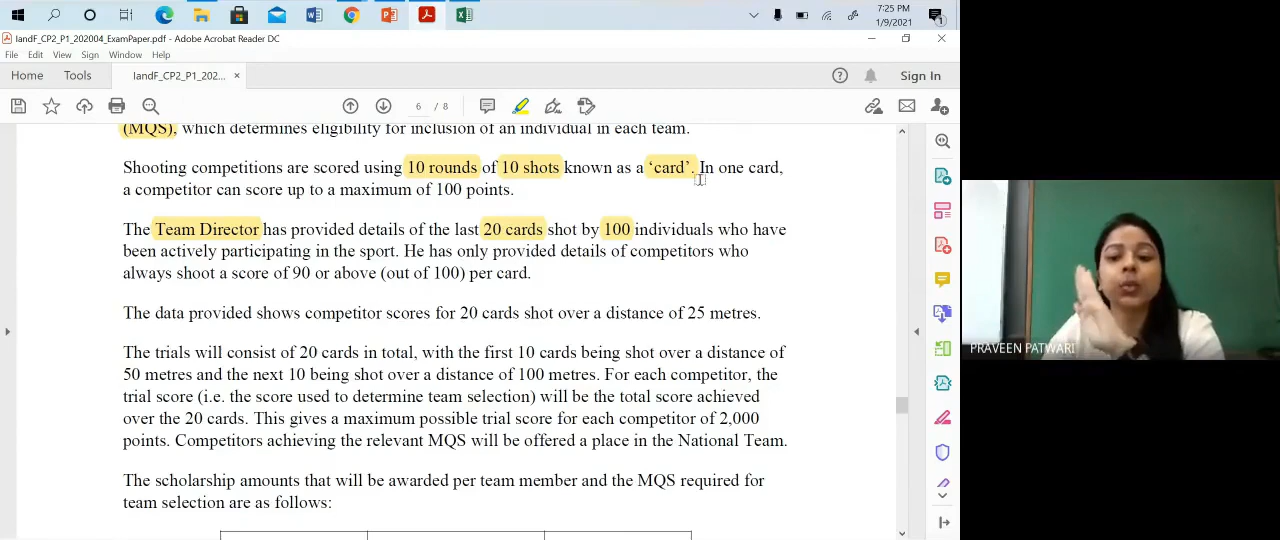 7:25 PM
1/9/2021
IandF_CP2_P1_202004_ExamPaper.pdf - Adobe Acrobat Reader DC
File Edit View Sign Window Help
Home Tools IandF_CP2_P1_202... × Sign In
6 / 8
(MQS), which determines eligibility for inclusion of an individual in each team.
Shooting competitions are scored using 10 rounds of 10 shots known as a ‘card’. In one card,
a competitor can score up to a maximum of 100 points.
The Team Director has provided details of the last 20 cards shot by 100 individuals who have
been actively participating in the sport. He has only provided details of competitors who
always shoot a score of 90 or above (out of 100) per card.
The data provided shows competitor scores for 20 cards shot over a distance of 25 metres.
The trials will consist of 20 cards in total, with the first 10 cards being shot over a distance of
50 metres and the next 10 being shot over a distance of 100 metres. For each competitor, the
trial score (i.e. the score used to determine team selection) will be the total score achieved
over the 20 cards. This gives a maximum possible trial score for each competitor of 2,000
points. Competitors achieving the relevant MQS will be offered a place in the National Team.
The scholarship amounts that will be awarded per team member and the MQS required for
team selection are as follows:
PRAVEEN PATWARI